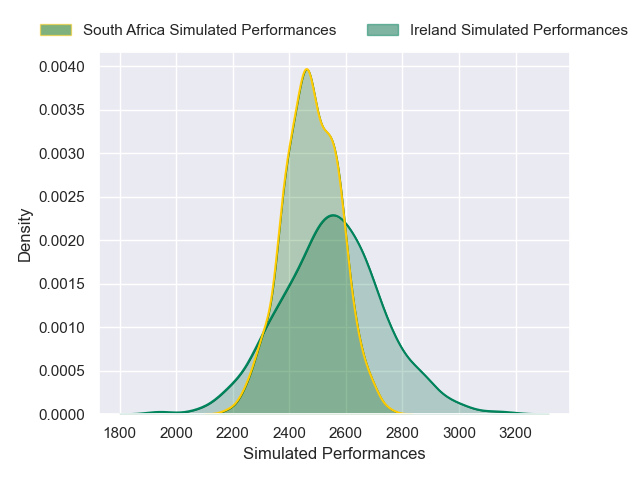 South Africa Simulated Performances
Ireland Simulated Performances
0.0040
0.0035
0.0030
0.0025
0.0020
0.0015
0.0010
0.0005
0.0000
Density
1800 2000 2200 2400 2600 2800 3000 3200
Simulated Performances